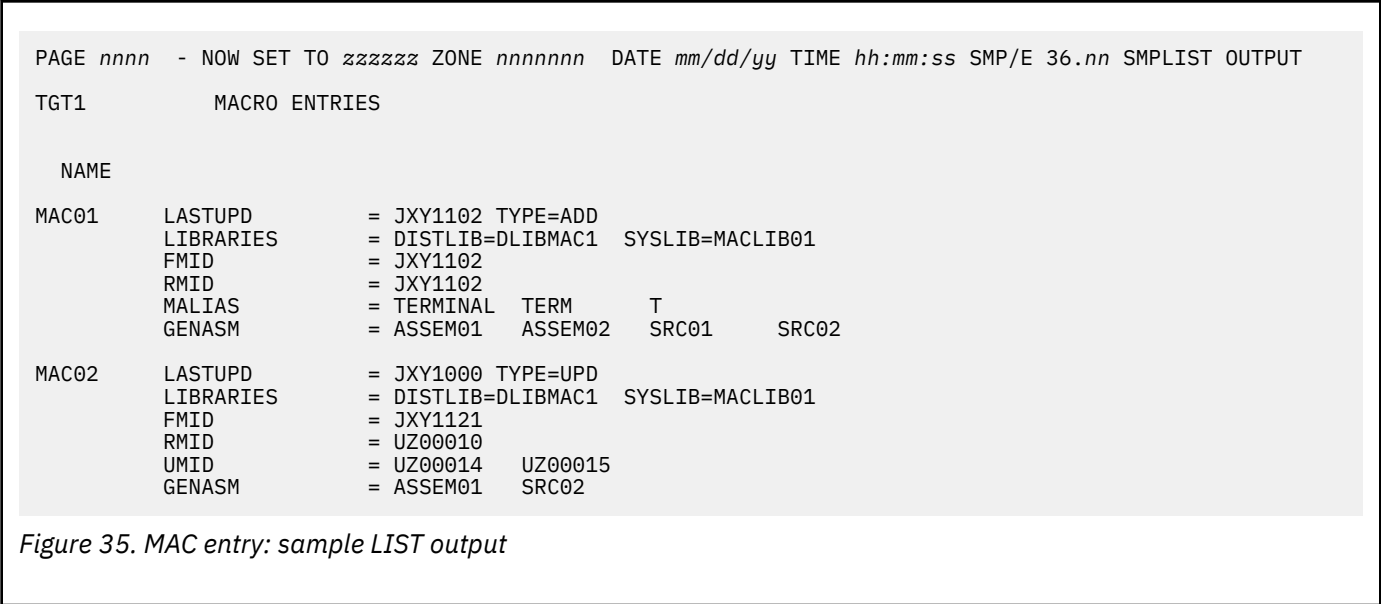 PAGE nnnn  - NOW SET TO zzzzzz ZONE nnnnnnn  DATE mm/dd/yy TIME hh:mm:ss SMP/E 36.nn SMPLIST OUTPUT
TGT1          MACRO ENTRIES
  NAME
MAC01     LASTUPD         = JXY1102 TYPE=ADD
          LIBRARIES       = DISTLIB=DLIBMAC1  SYSLIB=MACLIB01
          FMID            = JXY1102
          RMID            = JXY1102
          MALIAS          = TERMINAL  TERM      T
          GENASM          = ASSEM01   ASSEM02   SRC01     SRC02
MAC02     LASTUPD         = JXY1000 TYPE=UPD
          LIBRARIES       = DISTLIB=DLIBMAC1  SYSLIB=MACLIB01
          FMID            = JXY1121
          RMID            = UZ00010
          UMID            = UZ00014   UZ00015
          GENASM          = ASSEM01   SRC02
Figure 35. MAC entry: sample LIST output